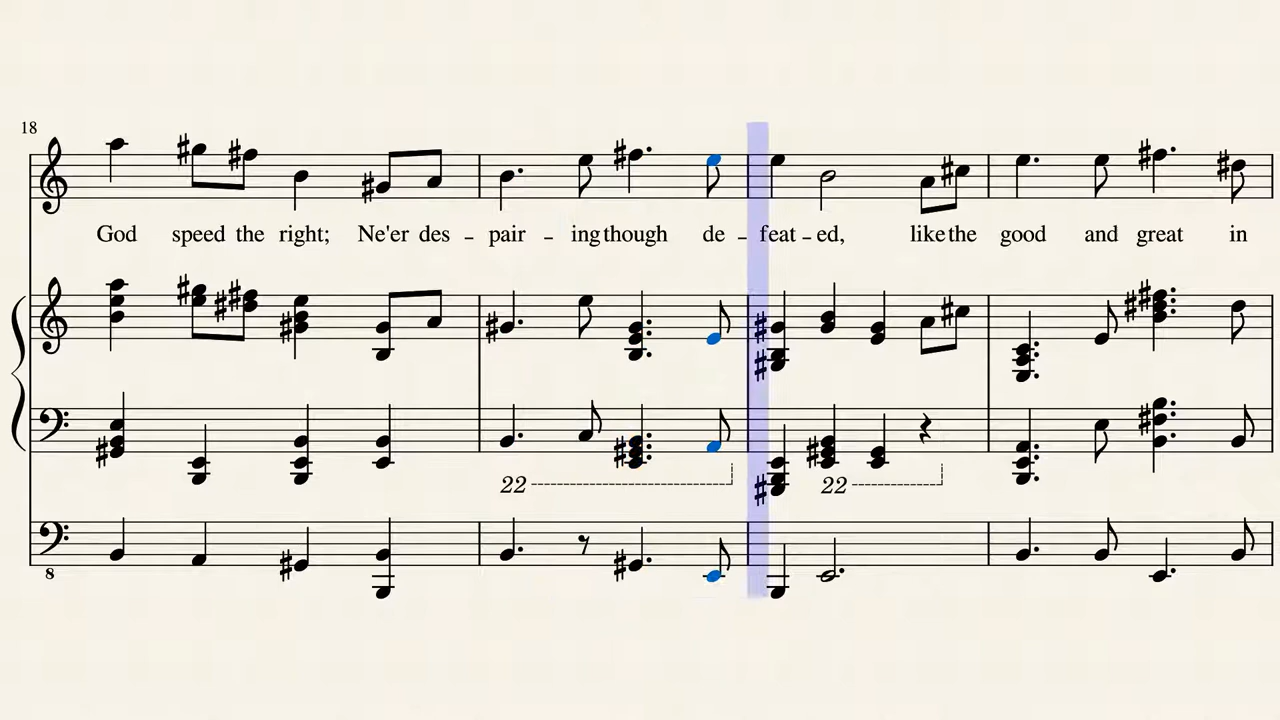 18
God speed the right; Ne'er des - pair - ing though de - feat - ed, like the good and great in
22 22
8